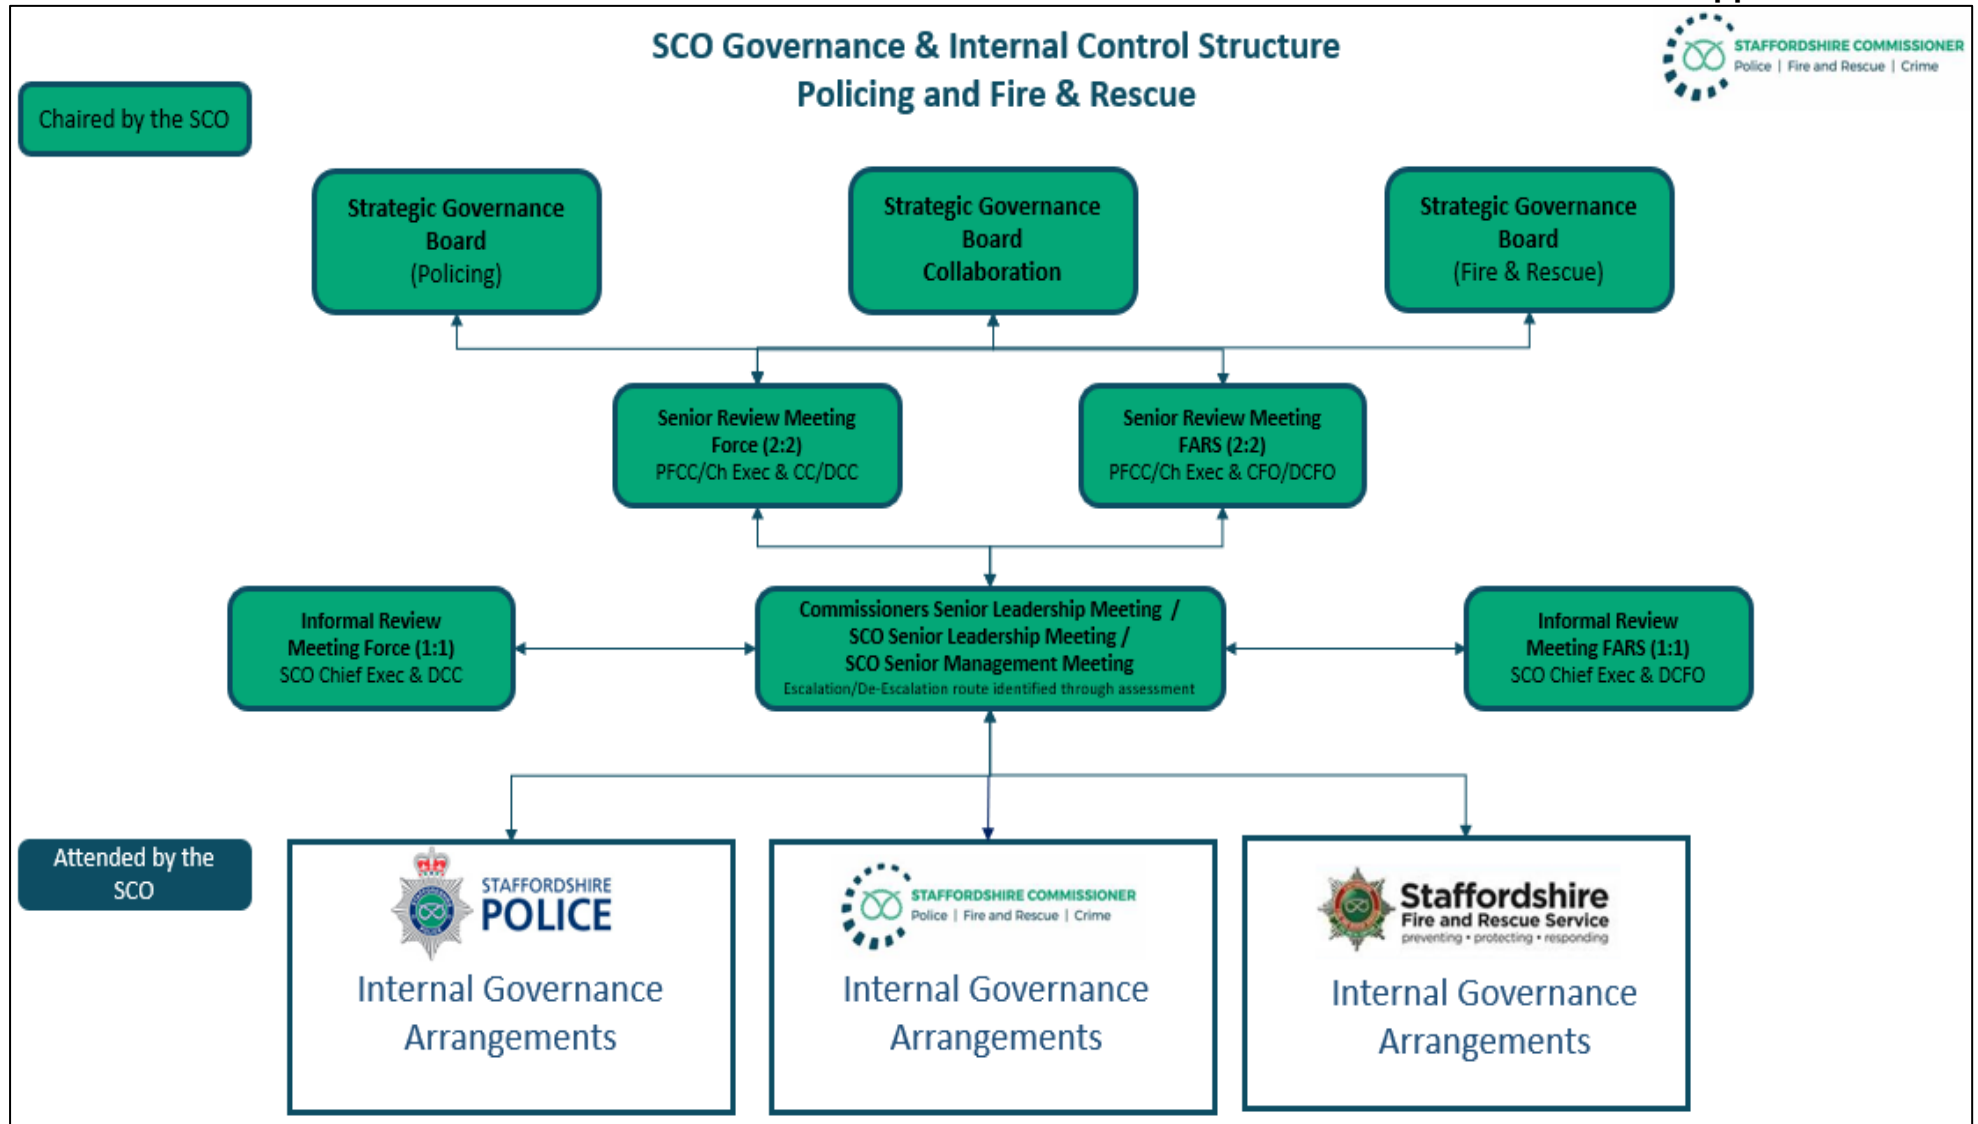 SCO Governance & Internal Control Structure
Policing and Fire & Rescue
STAFFORDSHIRE COMMISSIONER
Police | Fire and Rescue | Crime
Chaired by the SCO
Strategic Governance
Board
(Policing)
Strategic Governance
Board
Collaboration
Strategic Governance
Board
(Fire & Rescue)
Senior Review Meeting
Force (2:2)
PFCC/Ch Exec & CC/DCC
Senior Review Meeting
FARS (2:2)
PFCC/Ch Exec & CFO/DCFO
Informal Review
Meeting Force (1:1)
SCO Chief Exec & DCC
Commissioners Senior Leadership Meeting /
SCO Senior Leadership Meeting /
SCO Senior Management Meeting
Escalation/De-Escalation route identified through assessment
Informal Review
Meeting FARS (1:1)
SCO Chief Exec & DCFO
Attended by the
SCO
STAFFORDSHIRE
POLICE
Internal Governance
Arrangements
STAFFORDSHIRE COMMISSIONER
Police | Fire and Rescue | Crime
Internal Governance
Arrangements
Staffordshire
Fire and Rescue Service
preventing • protecting • responding
Internal Governance
Arrangements